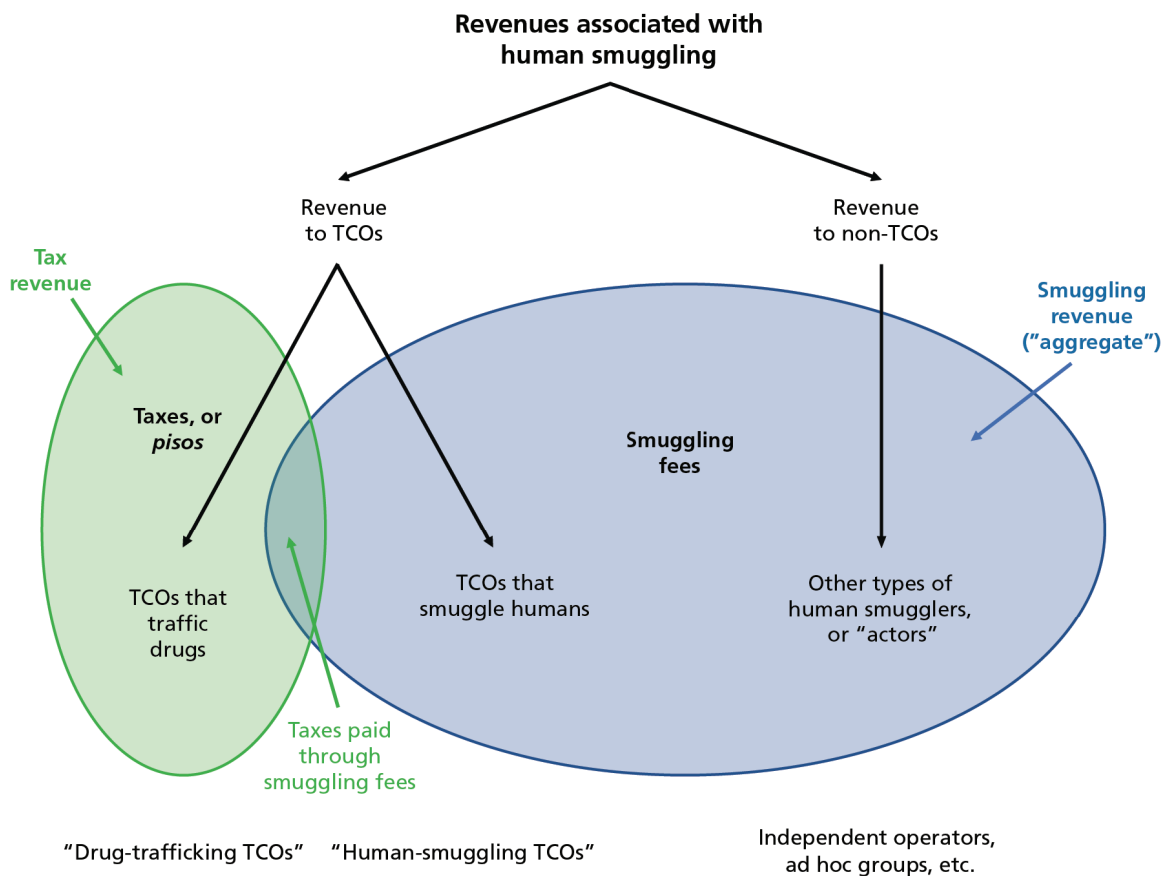 Revenues associated with
human smuggling
Revenue
to TCOs
Revenue
to non-TCOs
Tax
revenue
Smuggling
revenue
(”aggregate”)
Taxes, or
pisos
Smuggling
fees
TCOs that
traffic
drugs
TCOs that
smuggle humans
Other types of
human smugglers,
or “actors”
Taxes paid
through
smuggling fees
“Drug-trafficking TCOs”
“Human-smuggling TCOs”
Independent operators,
ad hoc groups, etc.